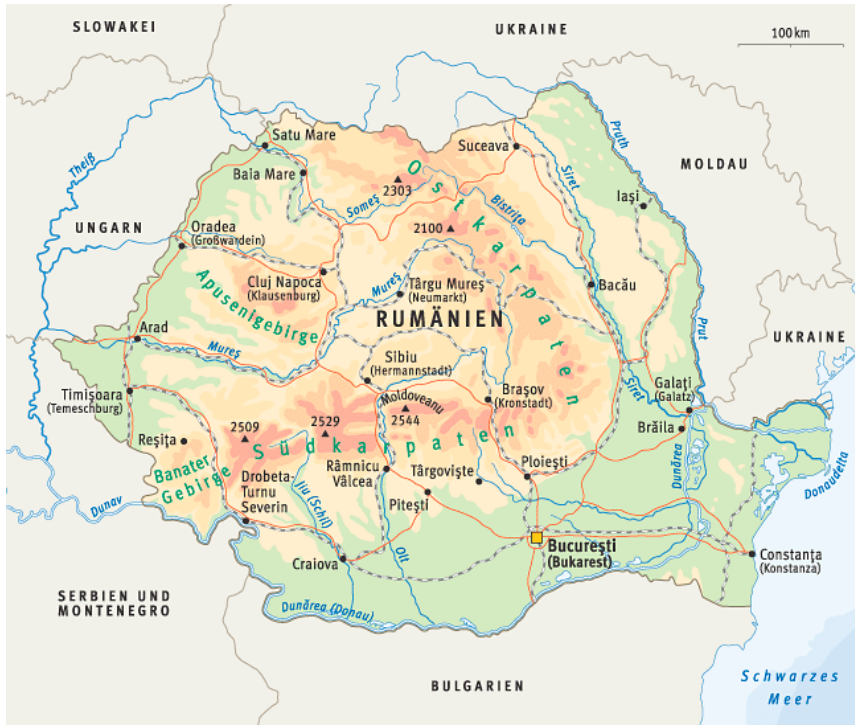 SLOWAKEI
UKRAINE
100 km
Satu Mare
Suceava
Pruth
MOLDAU
Theiß
Baia Mare
Ostkarpaten
2303
Siret
Someș
Bistrița
Iași
UNGARN
Oradea
(Großwardein)
2100
Cluj Napoca
(Klausenburg)
Mureș
Târgu Mureș
(Neumarkt)
Bacău
Apusenigebirge
RUMÄNIEN
Arad
Mureș
Prut
UKRAINE
Sibiu
(Hermannstadt)
Timișoara
(Temeschburg)
Moldoveanu
Brașov
(Kronstadt)
Siret
Galați
(Galatz)
2509
2529
2544
Brăila
Reșița
Südkarpaten
Banater
Gebirge
Râmnicu
Vâlcea
Târgoviște
Ploiești
Dunărea
Donaudelta
Drobeta-
Turnu
Severin
Jiu (Schil)
Pitești
Dunav
Olt
București
(Bukarest)
Constanța
(Konstanza)
Craiova
SERBIEN UND
MONTENEGRO
Dunărea (Donau)
BULGARIEN
Schwarzes
Meer